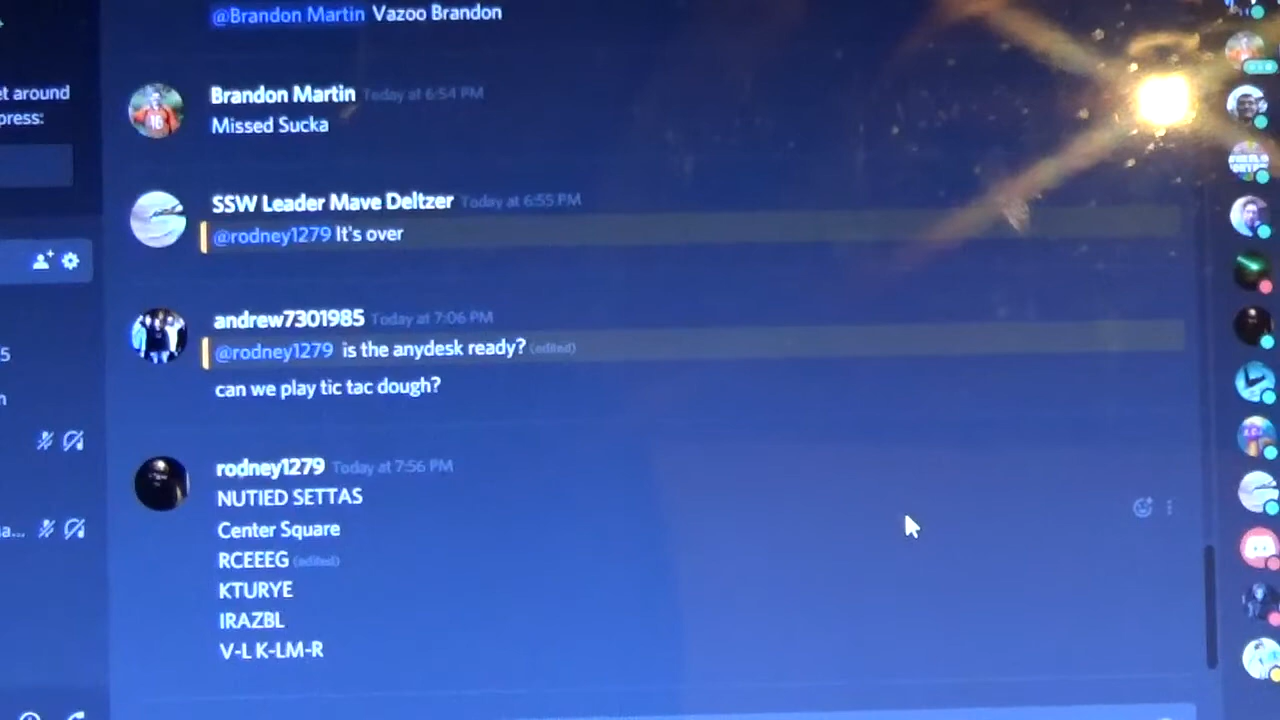 @Brandon Martin Vazoo Brandon
et around
press:
Brandon Martin Today at 6:54 PM
Missed Sucka
SSW Leader Mave Deltzer Today at 6:55 PM
@rodney1279 It's over
andrew7301985 Today at 7:06 PM
@rodney1279 is the anydesk ready? (edited)
can we play tic tac dough?
rodney1279 Today at 7:56 PM
NUTIED SETTAS
Center Square
RCEEEG (edited)
KTURYE
IRAZBL
V-L K-LM-R